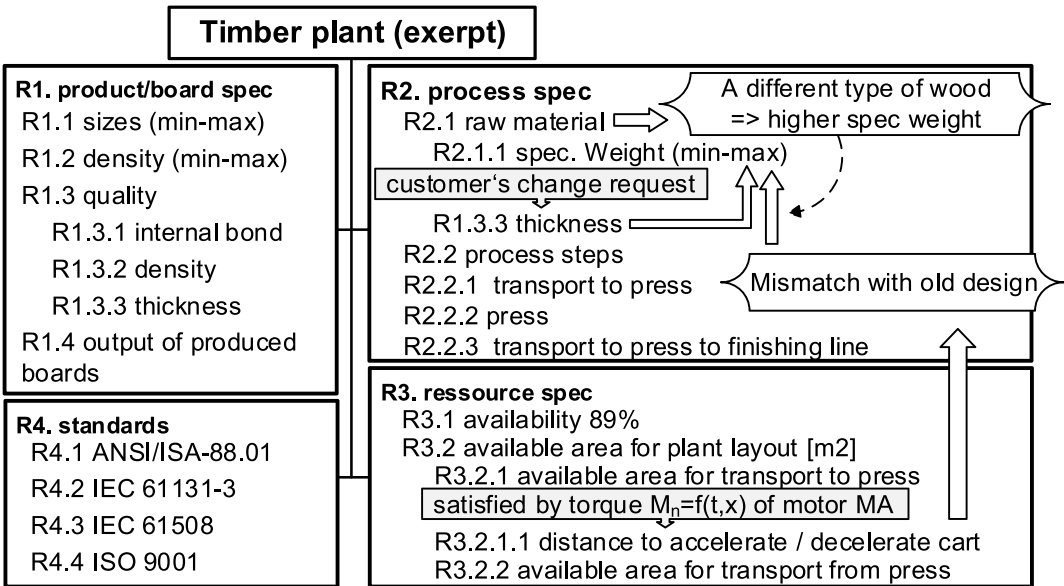 Timber plant (exerpt)
R1. product/board spec
R1.1 sizes (min-max)
R1.2 density (min-max)
R1.3 quality
R1.3.1 internal bond
R1.3.2 density
R1.3.3 thickness
R1.4 output of produced
boards
R2. process spec
R2.1 raw material
A different type of wood
=> higher spec weight
R2.1.1 spec. Weight (min-max)
customer‘s change request
R1.3.3 thickness
R2.2 process steps
R2.2.1 transport to press
Mismatch with old design
R2.2.2 press
R2.2.3 transport to press to finishing line
R4. standards
R4.1 ANSI/ISA-88.01
R4.2 IEC 61131-3
R4.3 IEC 61508
R4.4 ISO 9001
R3. ressource spec
R3.1 availability 89%
R3.2 available area for plant layout [m2]
R3.2.1 available area for transport to press
satisfied by torque Mn=f(t,x) of motor MA
R3.2.1.1 distance to accelerate / decelerate cart
R3.2.2 available area for transport from press